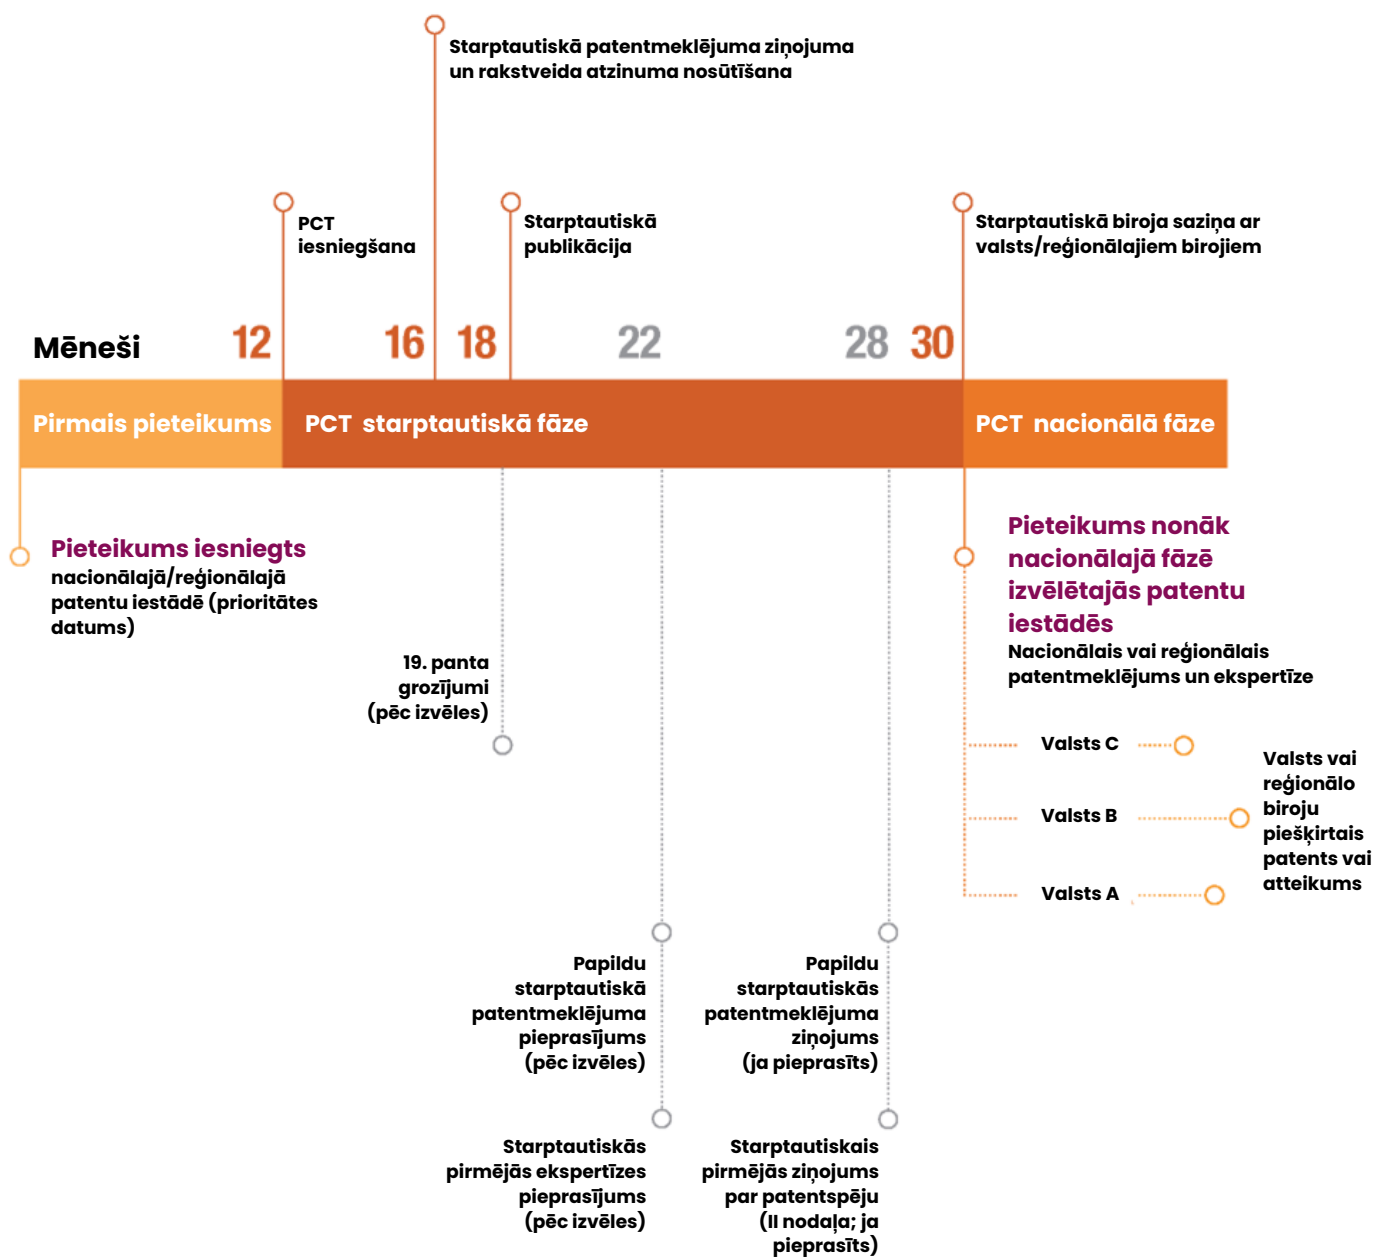 Starptautiskā patentmeklējuma ziņojuma
un rakstveida atzinuma nosūtīšana
PCT
iesniegšana
Starptautiskā
publikācija
Starptautiskā biroja saziņa ar
valsts/reģionālajiem birojiem
Mēneši
12
16
18
22
28
30
Pirmais pieteikums
PCT starptautiskā fāze
PCT nacionālā fāze
Pieteikums iesniegts
nacionālajā/reģionālajā
patentu iestādē (prioritātes
datums)
Pieteikums nonāk
nacionālajā fāzē
izvēlētajās patentu
iestādēs
Nacionālais vai reģionālais
patentmeklējums un ekspertīze
19. panta
grozījumi
(pēc izvēles)
Valsts C
Valsts B
Valsts A
Valsts vai
reģionālo
biroju
piešķirtais
patents vai
atteikums
Papildu
starptautiskā
patentmeklējuma
pieprasījums
(pēc izvēles)
Papildu
starptautiskās
patentmeklējuma
ziņojums
(ja pieprasīts)
Starptautiskās
pirmējās ekspertīzes
pieprasījums
(pēc izvēles)
Starptautiskais
pirmējās ziņojums
par patentspēju
(II nodaļa; ja
pieprasīts)